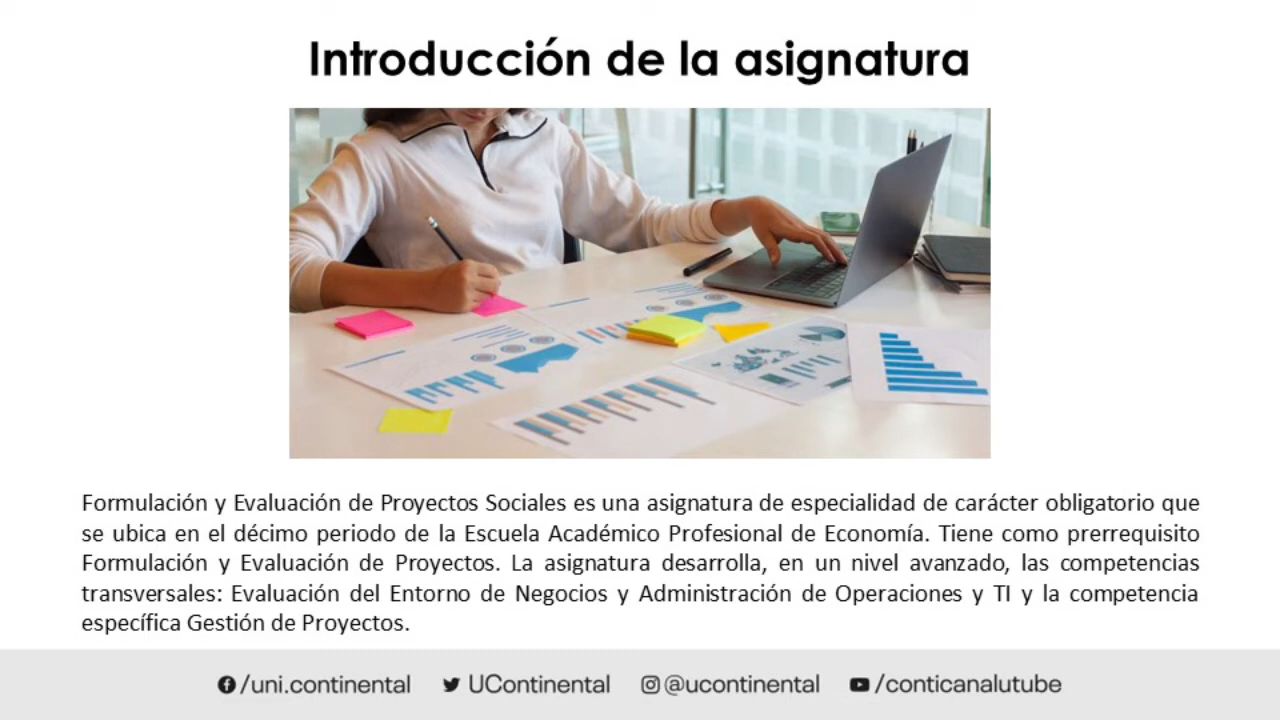 Introducción de la asignatura
Formulación y Evaluación de Proyectos Sociales es una asignatura de especialidad de carácter obligatorio que
se ubica en el décimo periodo de la Escuela Académico Profesional de Economía. Tiene como prerrequisito
Formulación y Evaluación de Proyectos. La asignatura desarrolla, en un nivel avanzado, las competencias
transversales: Evaluación del Entorno de Negocios y Administración de Operaciones y TI y la competencia
específica Gestión de Proyectos.
/uni.continental UContinental @ucontinental /conticanalutube